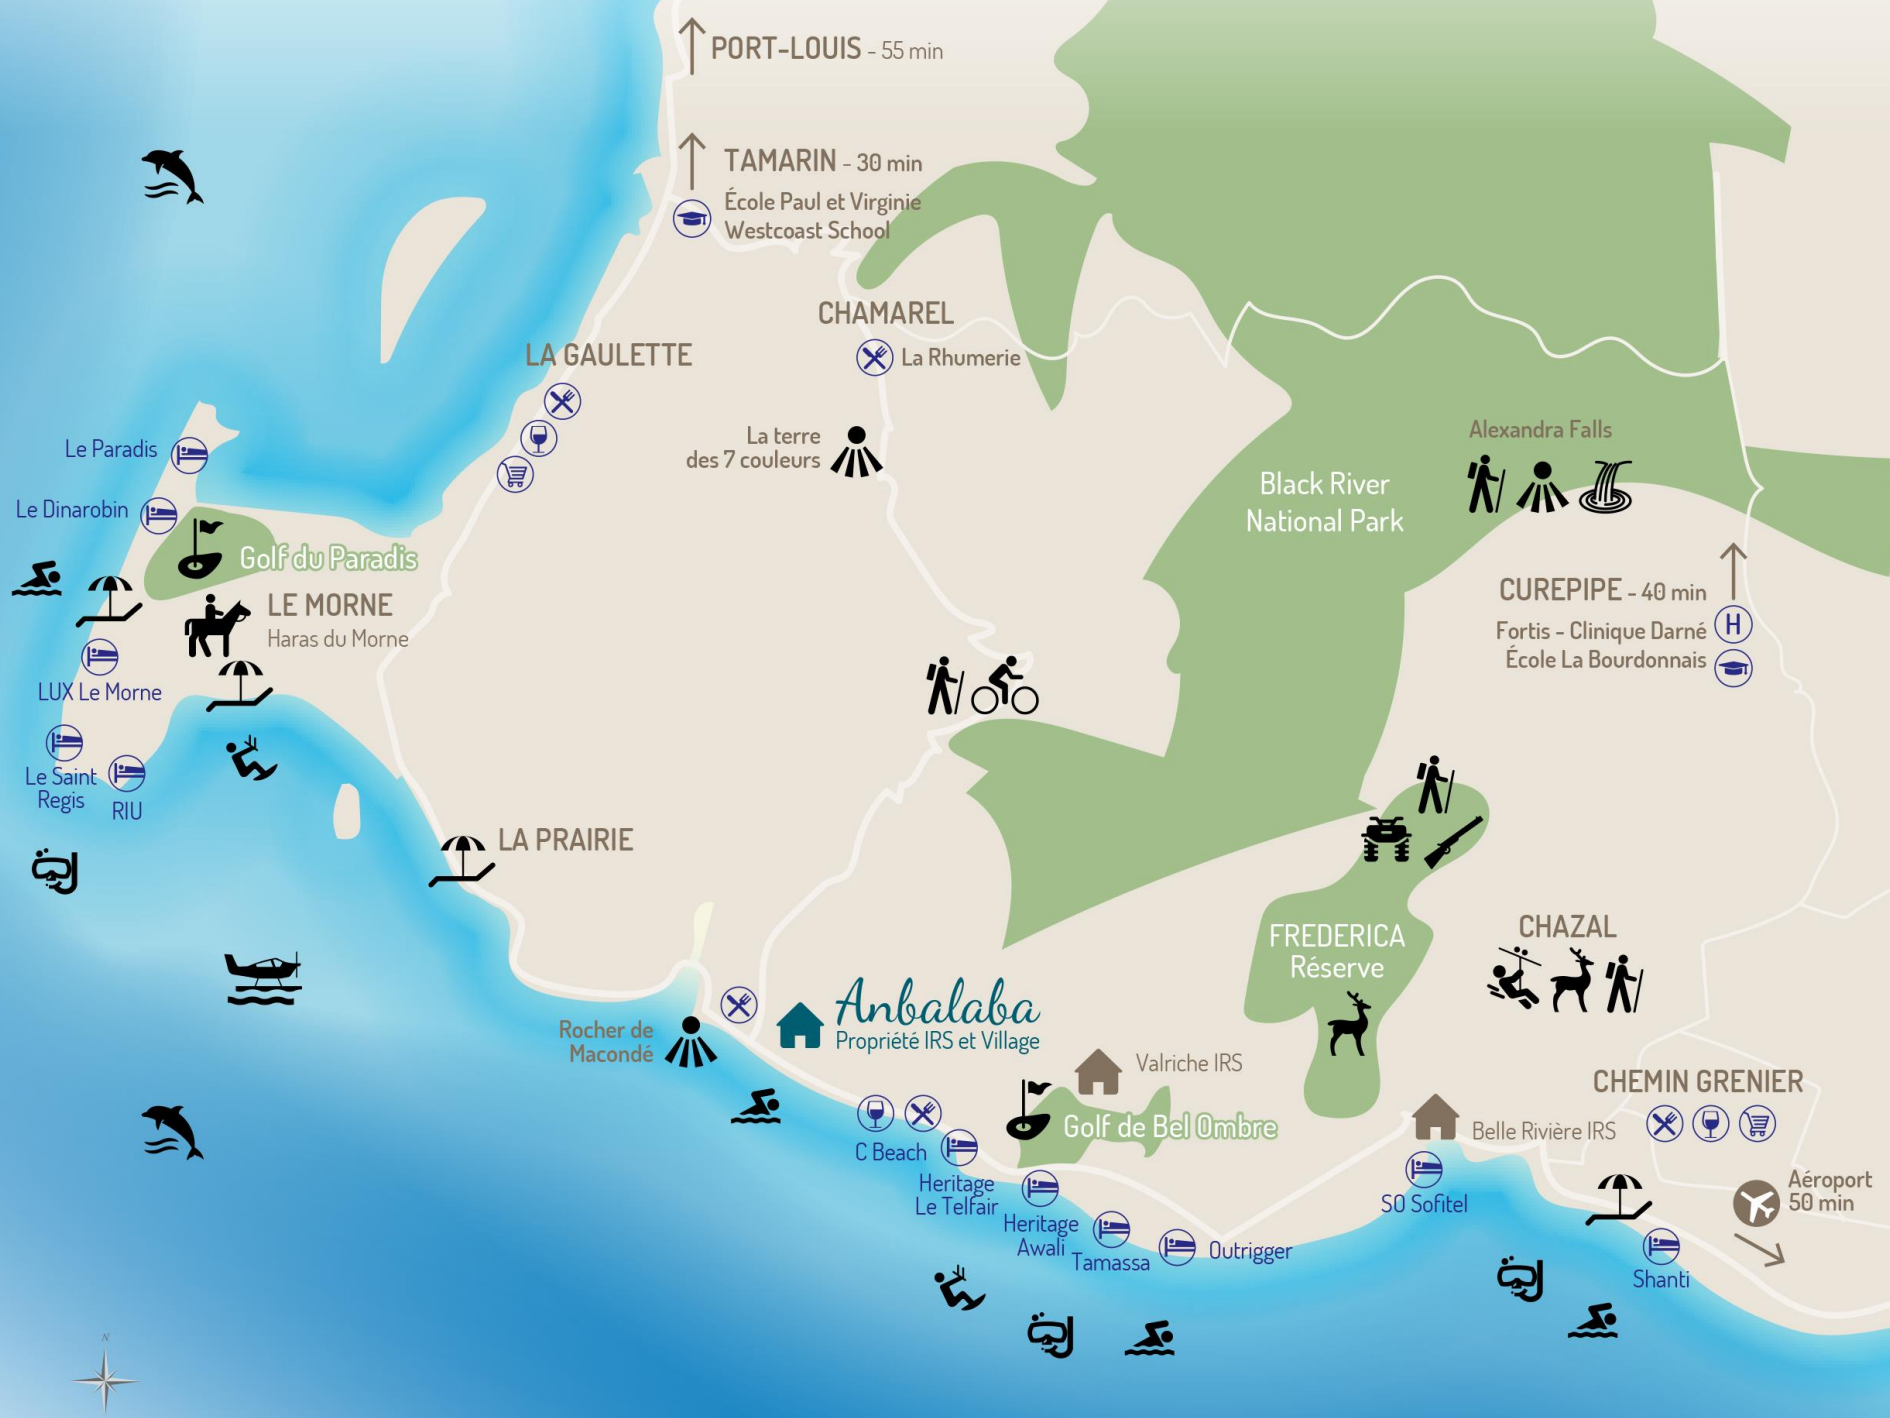 PORT-LOUIS - 55 min
TAMARIN - 30 min
École Paul et Virginie
Westcoast School
CHAMAREL
La Rhumerie
LA GAULETTE
La terre
des 7 couleurs
Alexandra Falls
Black River
National Park
Le Paradis
Le Dinarobin
Golf du Paradis
LE MORNE
Haras du Morne
LUX Le Morne
Le Saint
Regis
RIU
CUREPIPE - 40 min
Fortis - Clinique Darné
H
École La Bourdonnais
LA PRAIRIE
FREDERICA
Réserve
CHAZAL
Rocher de
Macondé
Anbalaba
Propriété IRS et Village
Valriche IRS
Golf de Bel Ombre
C Beach
Heritage
Le Telfair
Heritage
Awali
Tamassa
Outrigger
CHEMIN GRENIER
Belle Rivière IRS
SO Sofitel
Aéroport
50 min
Shanti
N